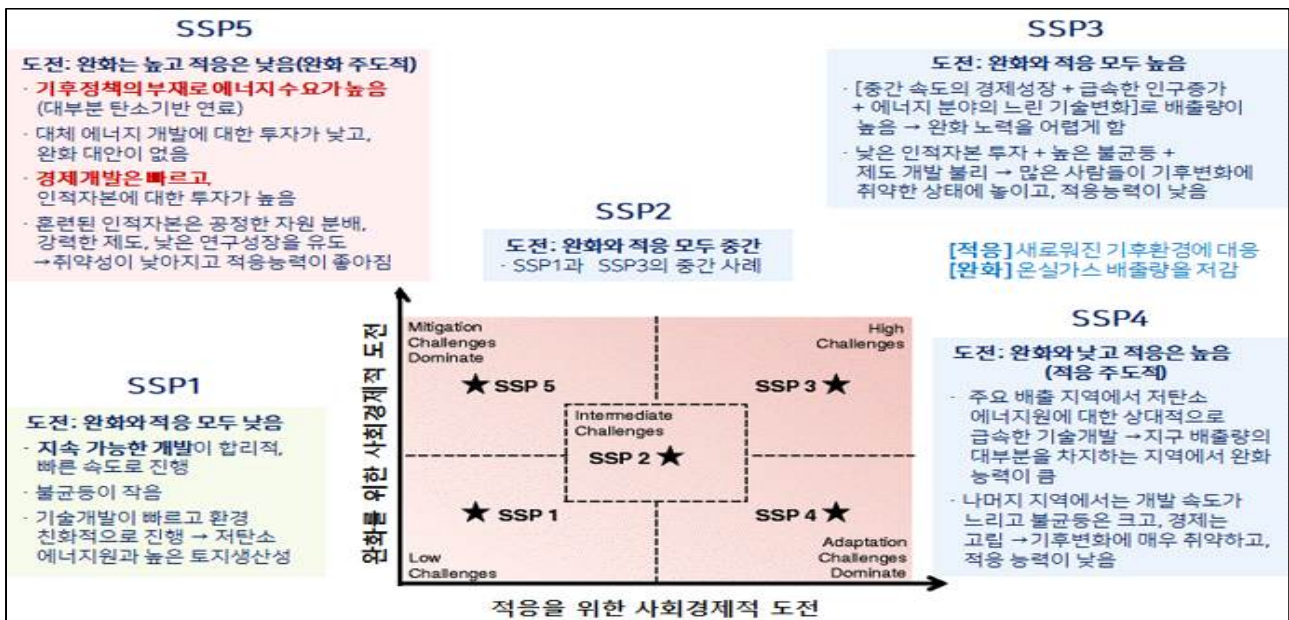 SSP5
도전: 완화는 높고 적응은 낮음(완화 주도적)
· 기후정책의 부재로 에너지 수요가 높음
(대부분 탄소기반 연료)
· 대체 에너지 개발에 대한 투자가 낮고,
완화 대안이 없음
· 경제개발은 빠르고,
인적자본에 대한 투자가 높음
· 훈련된 인적자본은 공정한 자원 분배,
강력한 제도, 낮은 연구성장을 유도
→취약성이 낮아지고 적응능력이 좋아짐
SSP3
도전: 완화와 적응 모두 높음
· [중간 속도의 경제성장 + 급속한 인구증가
+ 에너지 분야의 느린 기술변화]로 배출량이
높음 → 완화 노력을 어렵게 함
· 낮은 인적자본 투자 + 높은 불균등 +
제도 개발 불리 → 많은 사람들이 기후변화에
취약한 상태에 놓이고, 적응능력이 낮음
SSP2
도전: 완화와 적응 모두 중간
· SSP1과 SSP3의 중간 사례
[적응] 새로워진 기후환경에 대응
[완화] 온실가스 배출량을 저감
SSP1
도전: 완화와 적응 모두 낮음
· 지속 가능한 개발이 합리적,
빠른 속도로 진행
· 불균등이 작음
· 기술개발이 빠르고 환경
친화적으로 진행 → 저탄소
에너지원과 높은 토지생산성
SSP4
도전: 완화와낮고 적응은 높음
(적응 주도적)
· 주요 배출 지역에서 저탄소
에너지원에 대한 상대적으로
급속한 기술개발 →지구 배출량의
대부분을 차지하는 지역에서 완화
능력이 큼
· 나머지 지역에서는 개발 속도가
느리고 불균등은 크고, 경제는
고립 →기후변화에 매우 취약하고,
적응 능력이 낮음
완화를 위한 사회경제적 도전
Mitigation
Challenges
Dominate
High
Challenges
★ SSP 5
SSP 3 ★
Intermediate
Challenges
SSP 2 ★
★ SSP 1
SSP 4 ★
Low
Challenges
Adaptation
Challenges
Dominate
적응을 위한 사회경제적 도전